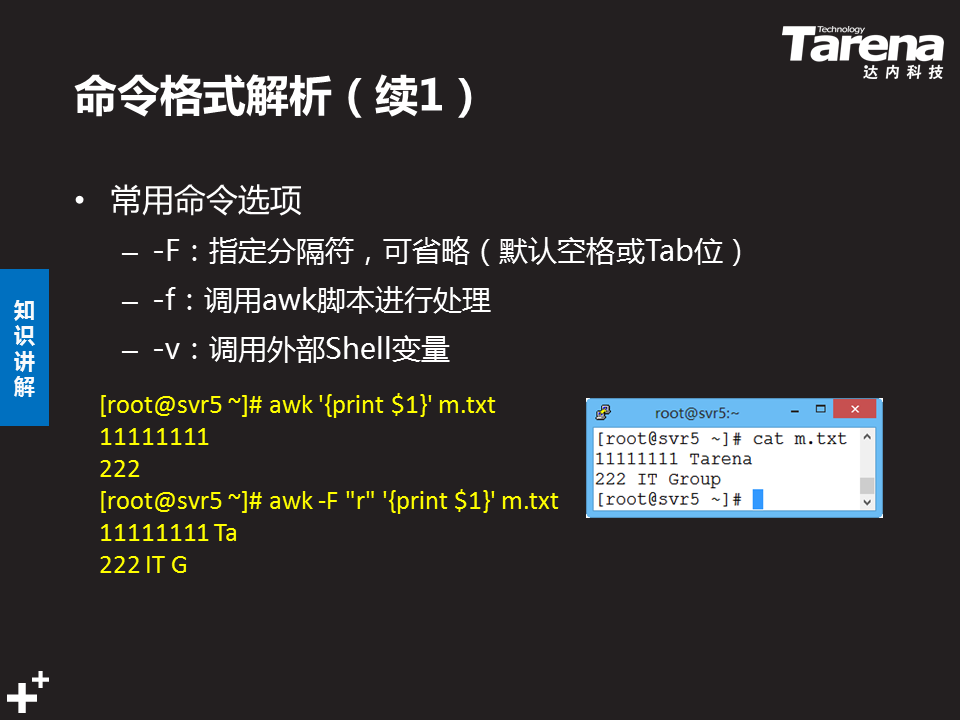 Technology
Tarena
达内科技
命令格式解析（续1）
• 常用命令选项
– -F：指定分隔符，可省略（默认空格或Tab位）
– -f：调用awk脚本进行处理
– -v：调用外部Shell变量
知识讲解
[root@svr5 ~]# awk '{print $1}' m.txt
11111111
222
[root@svr5 ~]# awk -F "r" '{print $1}' m.txt
11111111 Ta
222 IT G
root@svr5:~
[root@svr5 ~]# cat m.txt
11111111 Tarena
222 IT Group
[root@svr5 ~]#